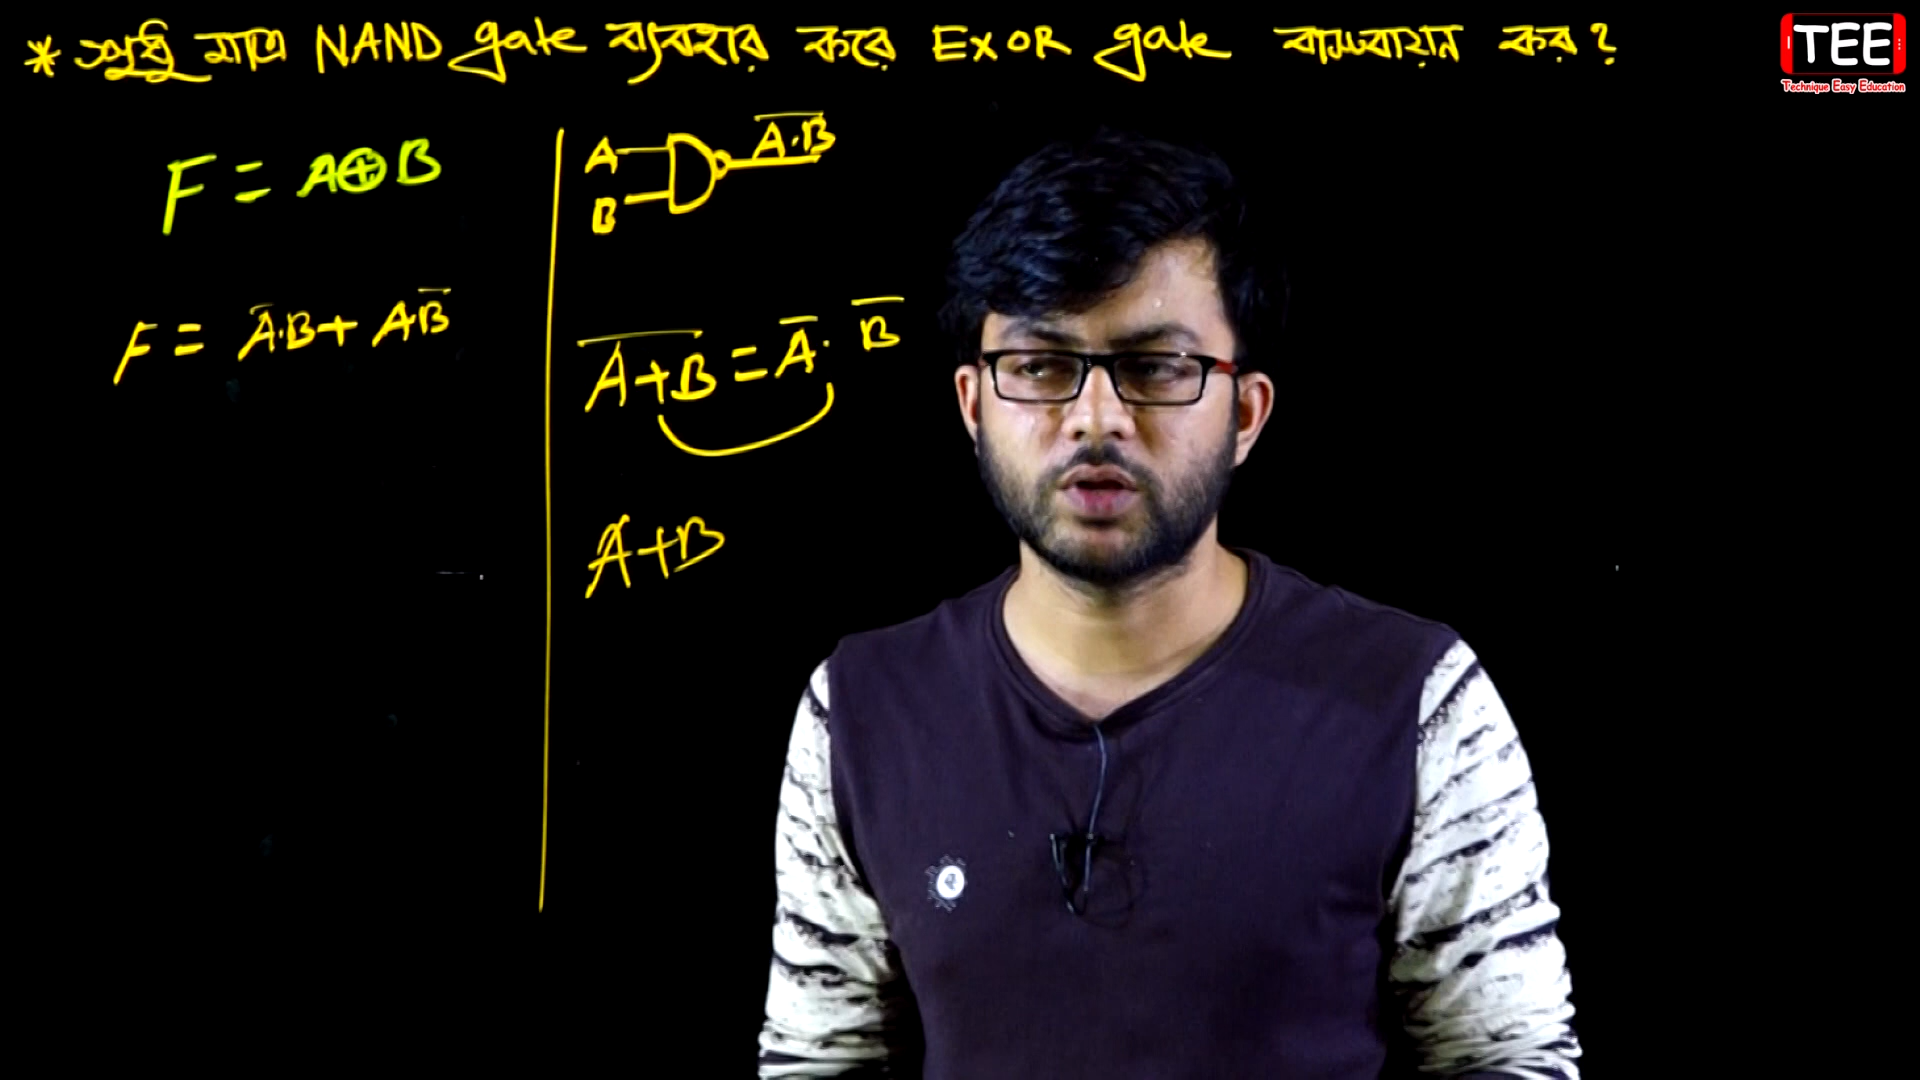 * শুধু মাত্র NAND gate ব্যবহার করে EXOR gate বাস্তবায়ন কর?
TEE
Technique Easy Education
F = A⊕B
A
B
A̅·̅B̅
F = A̅·B + AB̅
A̅+̅B̅ = A̅·B̅
A+B